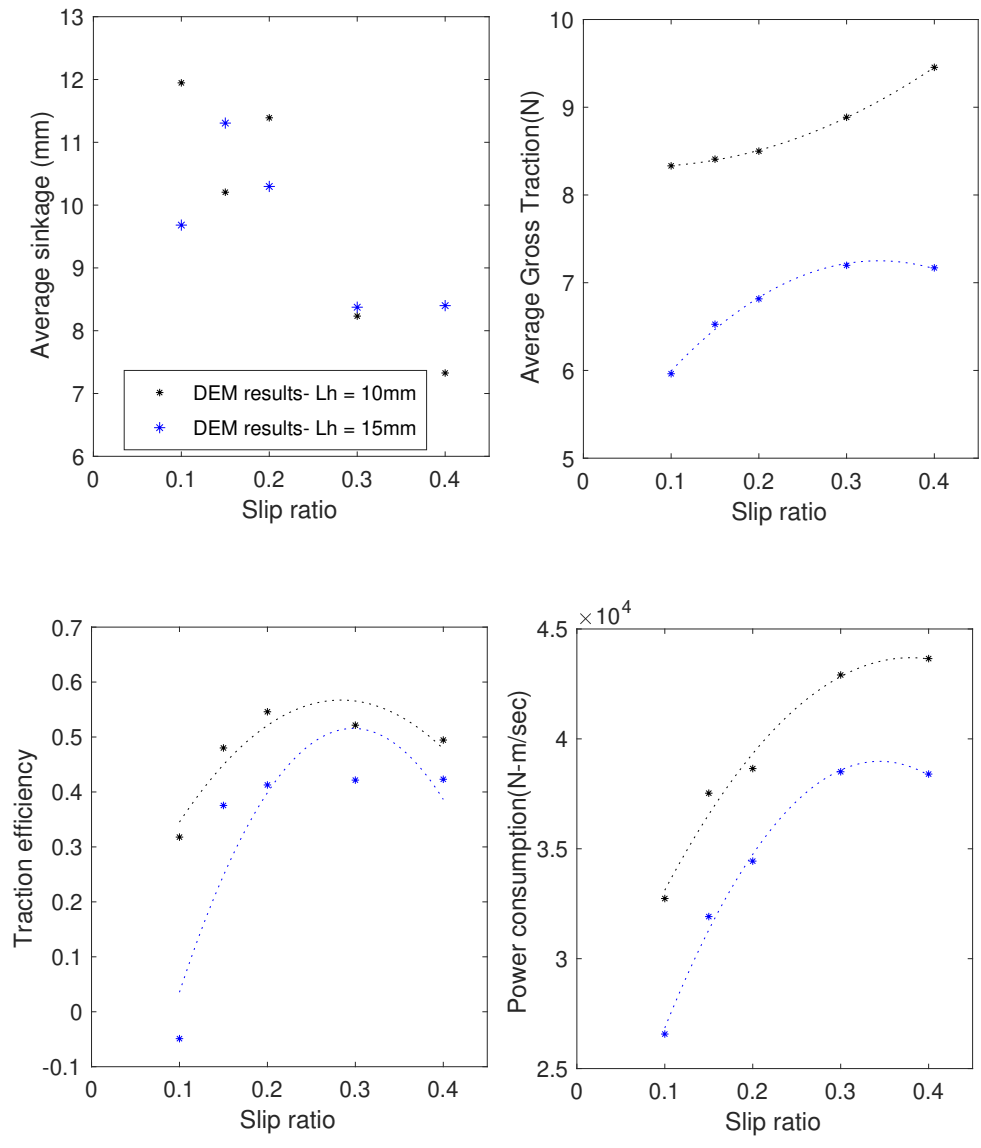 13
12
11
10
9
8
7
6
Average sinkage (mm)
DEM results- Lh = 10mm
DEM results- Lh = 15mm
0 0.1 0.2 0.3 0.4
Slip ratio
10
9
8
7
6
5
Average Gross Traction(N)
0 0.1 0.2 0.3 0.4
Slip ratio
0.7
0.6
0.5
0.4
0.3
0.2
0.1
0
-0.1
Traction efficiency
0 0.1 0.2 0.3 0.4
Slip ratio
× 10⁴
4.5
4
3.5
3
2.5
Power consumption(N-m/sec)
0 0.1 0.2 0.3 0.4
Slip ratio